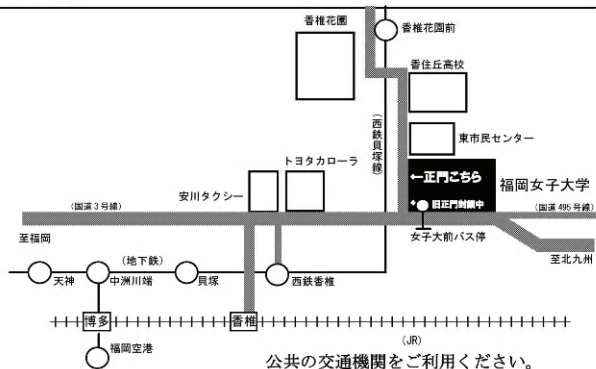 香椎花園
香椎花園前
香住丘高校
(西鉄貝塚線)
東市民センター
トヨタカローラ
安川タクシー
←正門こちら
福岡女子大学
旧正門封鎖中
(国道3号線)
(国道495号線)
至福岡
女子大前バス停
至北九州
(地下鉄)
天神
中洲川端
貝塚
西鉄香椎
博多
香椎
(JR)
福岡空港
公共の交通機関をご利用ください。